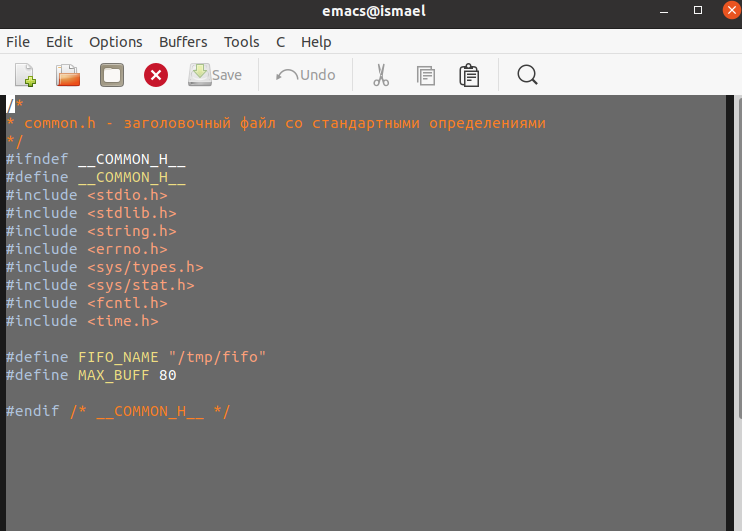 emacs@ismael
File Edit Options Buffers Tools C Help
Save Undo
/*
* common.h - заголовочный файл со стандартными определениями
*/
#ifndef __COMMON_H__
#define __COMMON_H__
#include <stdio.h>
#include <stdlib.h>
#include <string.h>
#include <errno.h>
#include <sys/types.h>
#include <sys/stat.h>
#include <fcntl.h>
#include <time.h>
#define FIFO_NAME "/tmp/fifo"
#define MAX_BUFF 80
#endif /* __COMMON_H__ */